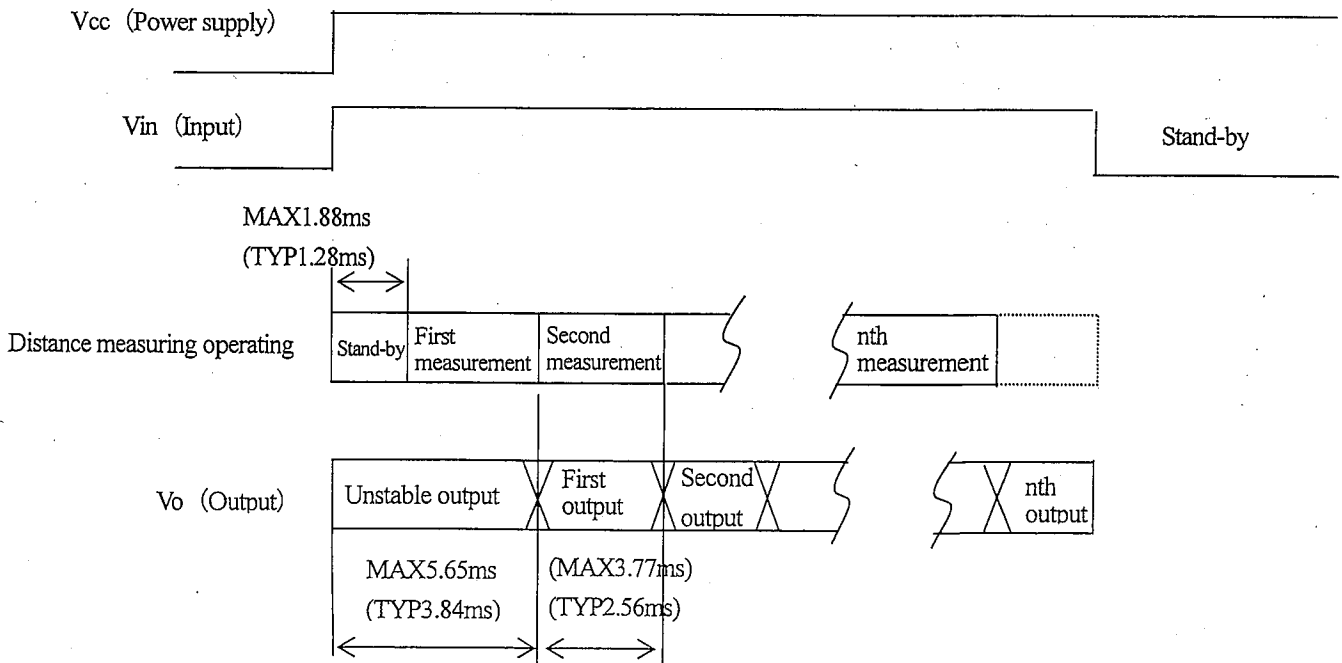 Vcc (Power supply)
Vin (Input)
Stand-by
MAX1.88ms
(TYP1.28ms)
Distance measuring operating
Stand-by
First
measurement
Second
measurement
nth
measurement
Vo (Output)
Unstable output
First
output
Second
output
nth
output
MAX5.65ms
(TYP3.84ms)
(MAX3.77ms)
(TYP2.56ms)